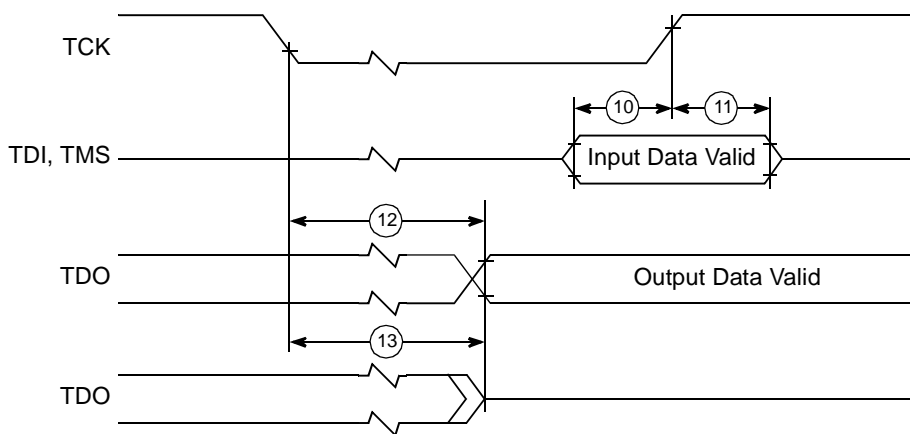 TCK
10
11
TDI, TMS
Input Data Valid
12
TDO
Output Data Valid
13
TDO